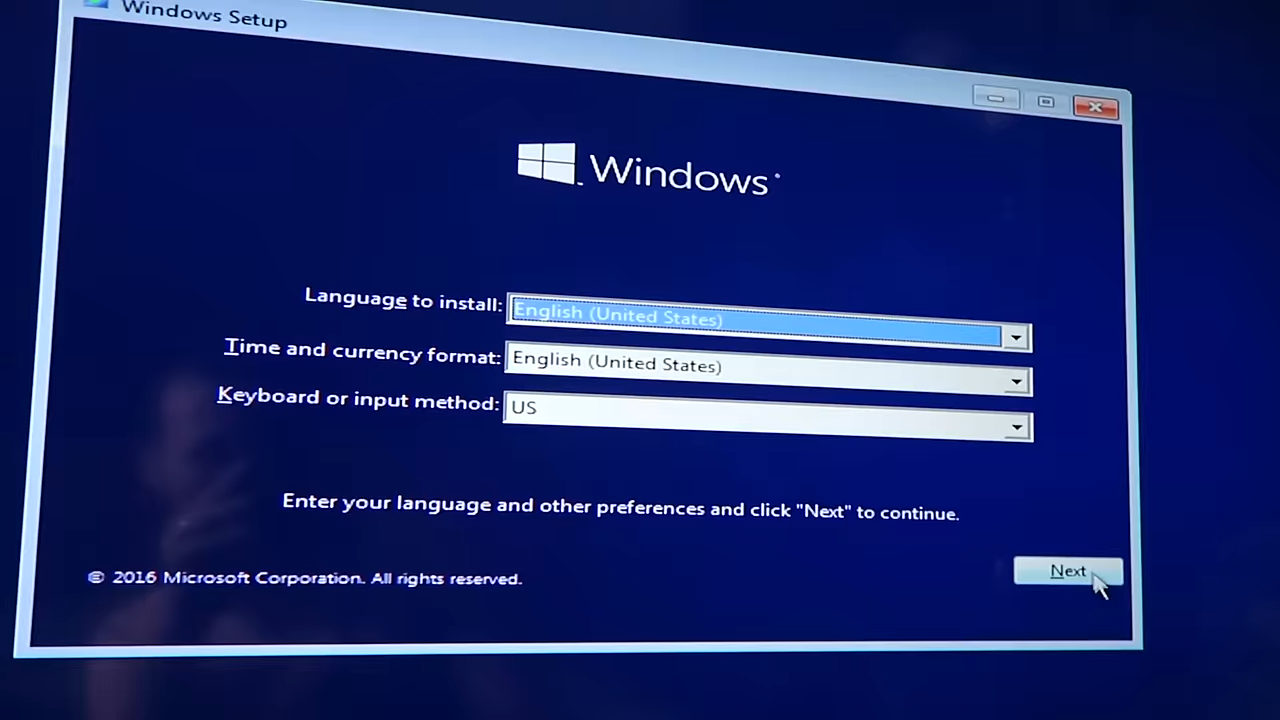 Windows Setup
Windows
Language to install: English (United States)
Time and currency format: English (United States)
Keyboard or input method: US
Enter your language and other preferences and click "Next" to continue.
© 2016 Microsoft Corporation. All rights reserved.
Next